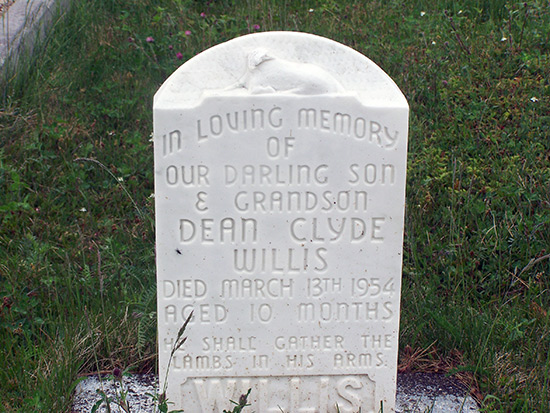 IN LOVING MEMORY
OF
OUR DARLING SON
& GRANDSON
DEAN CLYDE
WILLIS
DIED MARCH 13TH 1954
AGED 10 MONTHS
HE SHALL GATHER THE
LAMBS IN HIS ARMS.
WILLIS